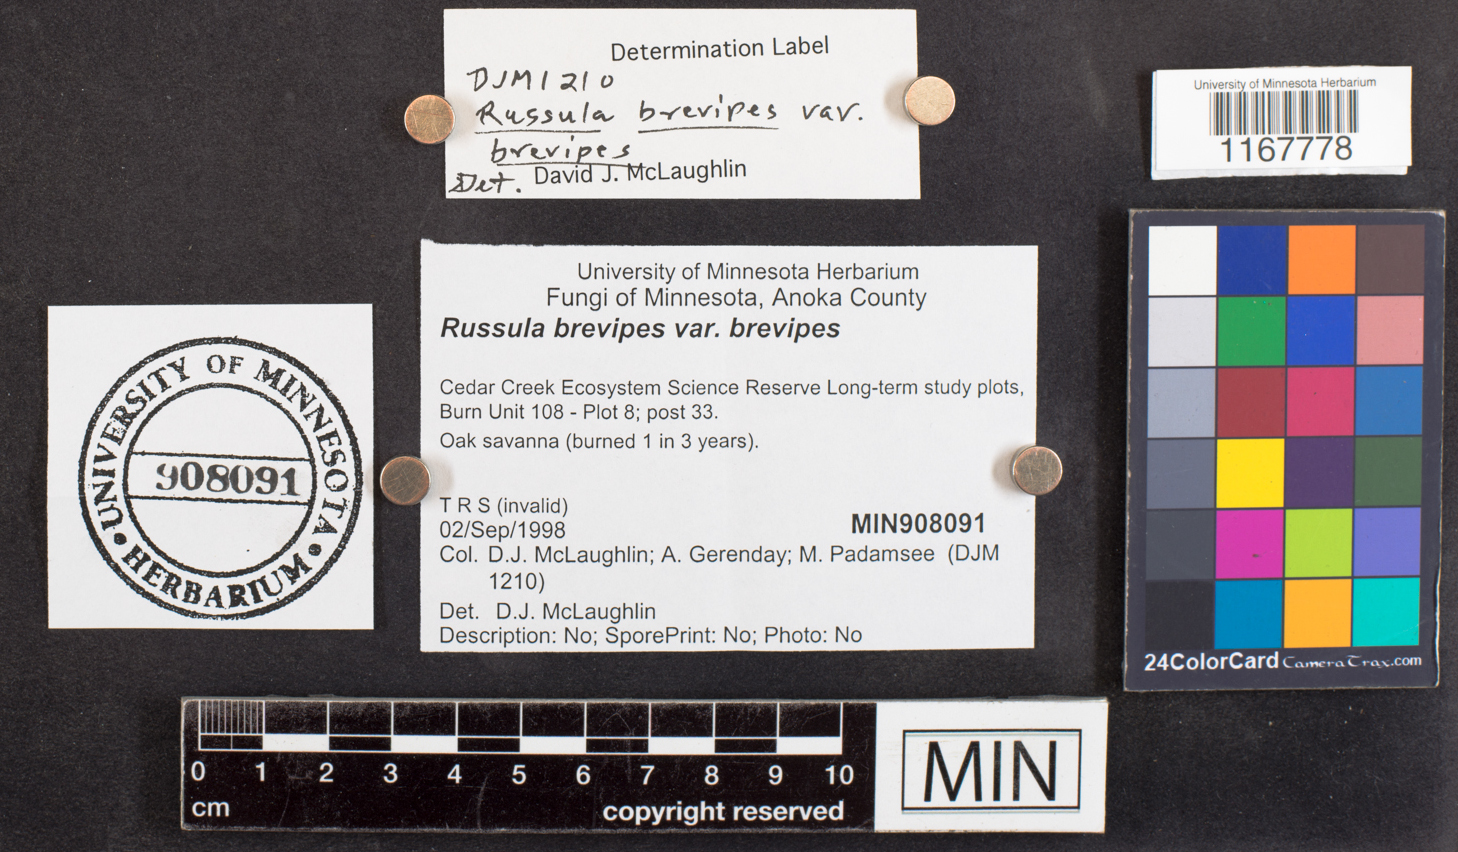 Determination Label
DJM1210
Russula brevipes var.
brevipes
Det. David J. McLaughlin
University of Minnesota Herbarium
1167778
University of Minnesota Herbarium
Fungi of Minnesota, Anoka County
Russula brevipes var. brevipes
Cedar Creek Ecosystem Science Reserve Long-term study plots,
Burn Unit 108 - Plot 8; post 33.
Oak savanna (burned 1 in 3 years).
T R S (invalid)
02/Sep/1998
MIN908091
Col. D.J. McLaughlin; A. Gerenday; M. Padamsee (DJM
1210)
Det. D.J. McLaughlin
Description: No; SporePrint: No; Photo: No
UNIVERSITY OF MINNESOTA
908091
• HERBARIUM •
24ColorCard CameraTrax.com
0 1 2 3 4 5 6 7 8 9 10
cm
copyright reserved
MIN